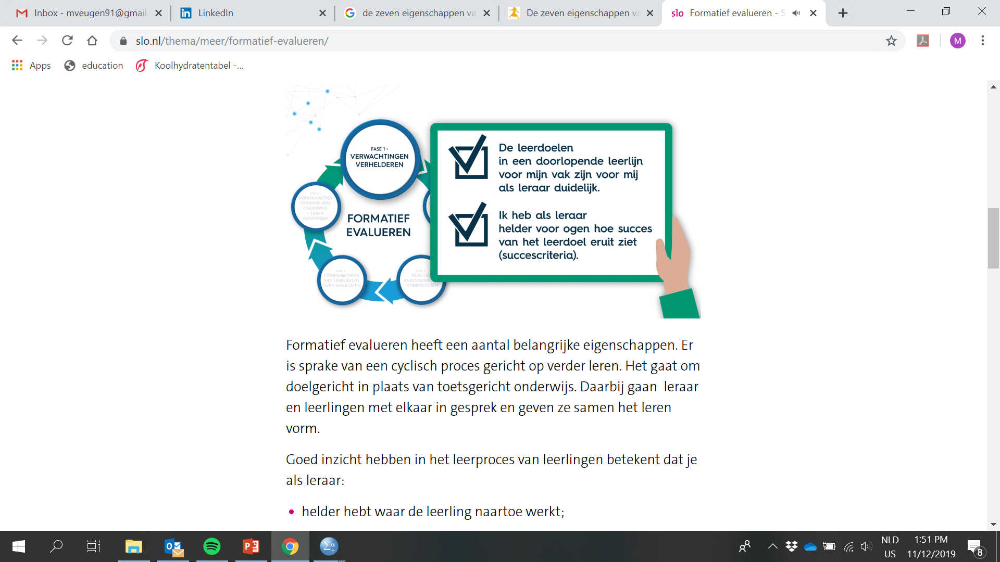 Inbox - mveugen91@gmail.
LinkedIn
de zeven eigenschappen va
De zeven eigenschappen va
slo Formatief evalueren - S
slo.nl/thema/meer/formatief-evalueren/
M
Apps
education
Koolhydratentabel -...
FASE 1 :
VERWACHTINGEN
VERHELDEREN
VERVOLGACTIES
ONDERNEMEN:
ONDERWIJS
+ LEREN
AANPASSEN
FORMATIEF
EVALUEREN
FASE 4 :
COMMUNICEREN
MET LEERLINGEN
OVER RESULTATEN
FASE 3 :
REACTIES
ANALYSEREN
INTERPRETEREN
De leerdoelen
in een doorlopende leerlijn
voor mijn vak zijn voor mij
als leraar duidelijk.
Ik heb als leraar
helder voor ogen hoe succes
van het leerdoel eruit ziet
(succescriteria).
Formatief evalueren heeft een aantal belangrijke eigenschappen. Er
is sprake van een cyclisch proces gericht op verder leren. Het gaat om
doelgericht in plaats van toetsgericht onderwijs. Daarbij gaan leraar
en leerlingen met elkaar in gesprek en geven ze samen het leren
vorm.
Goed inzicht hebben in het leerproces van leerlingen betekent dat je
als leraar:
• helder hebt waar de leerling naartoe werkt;
NLD
US
1:51 PM
11/12/2019
8